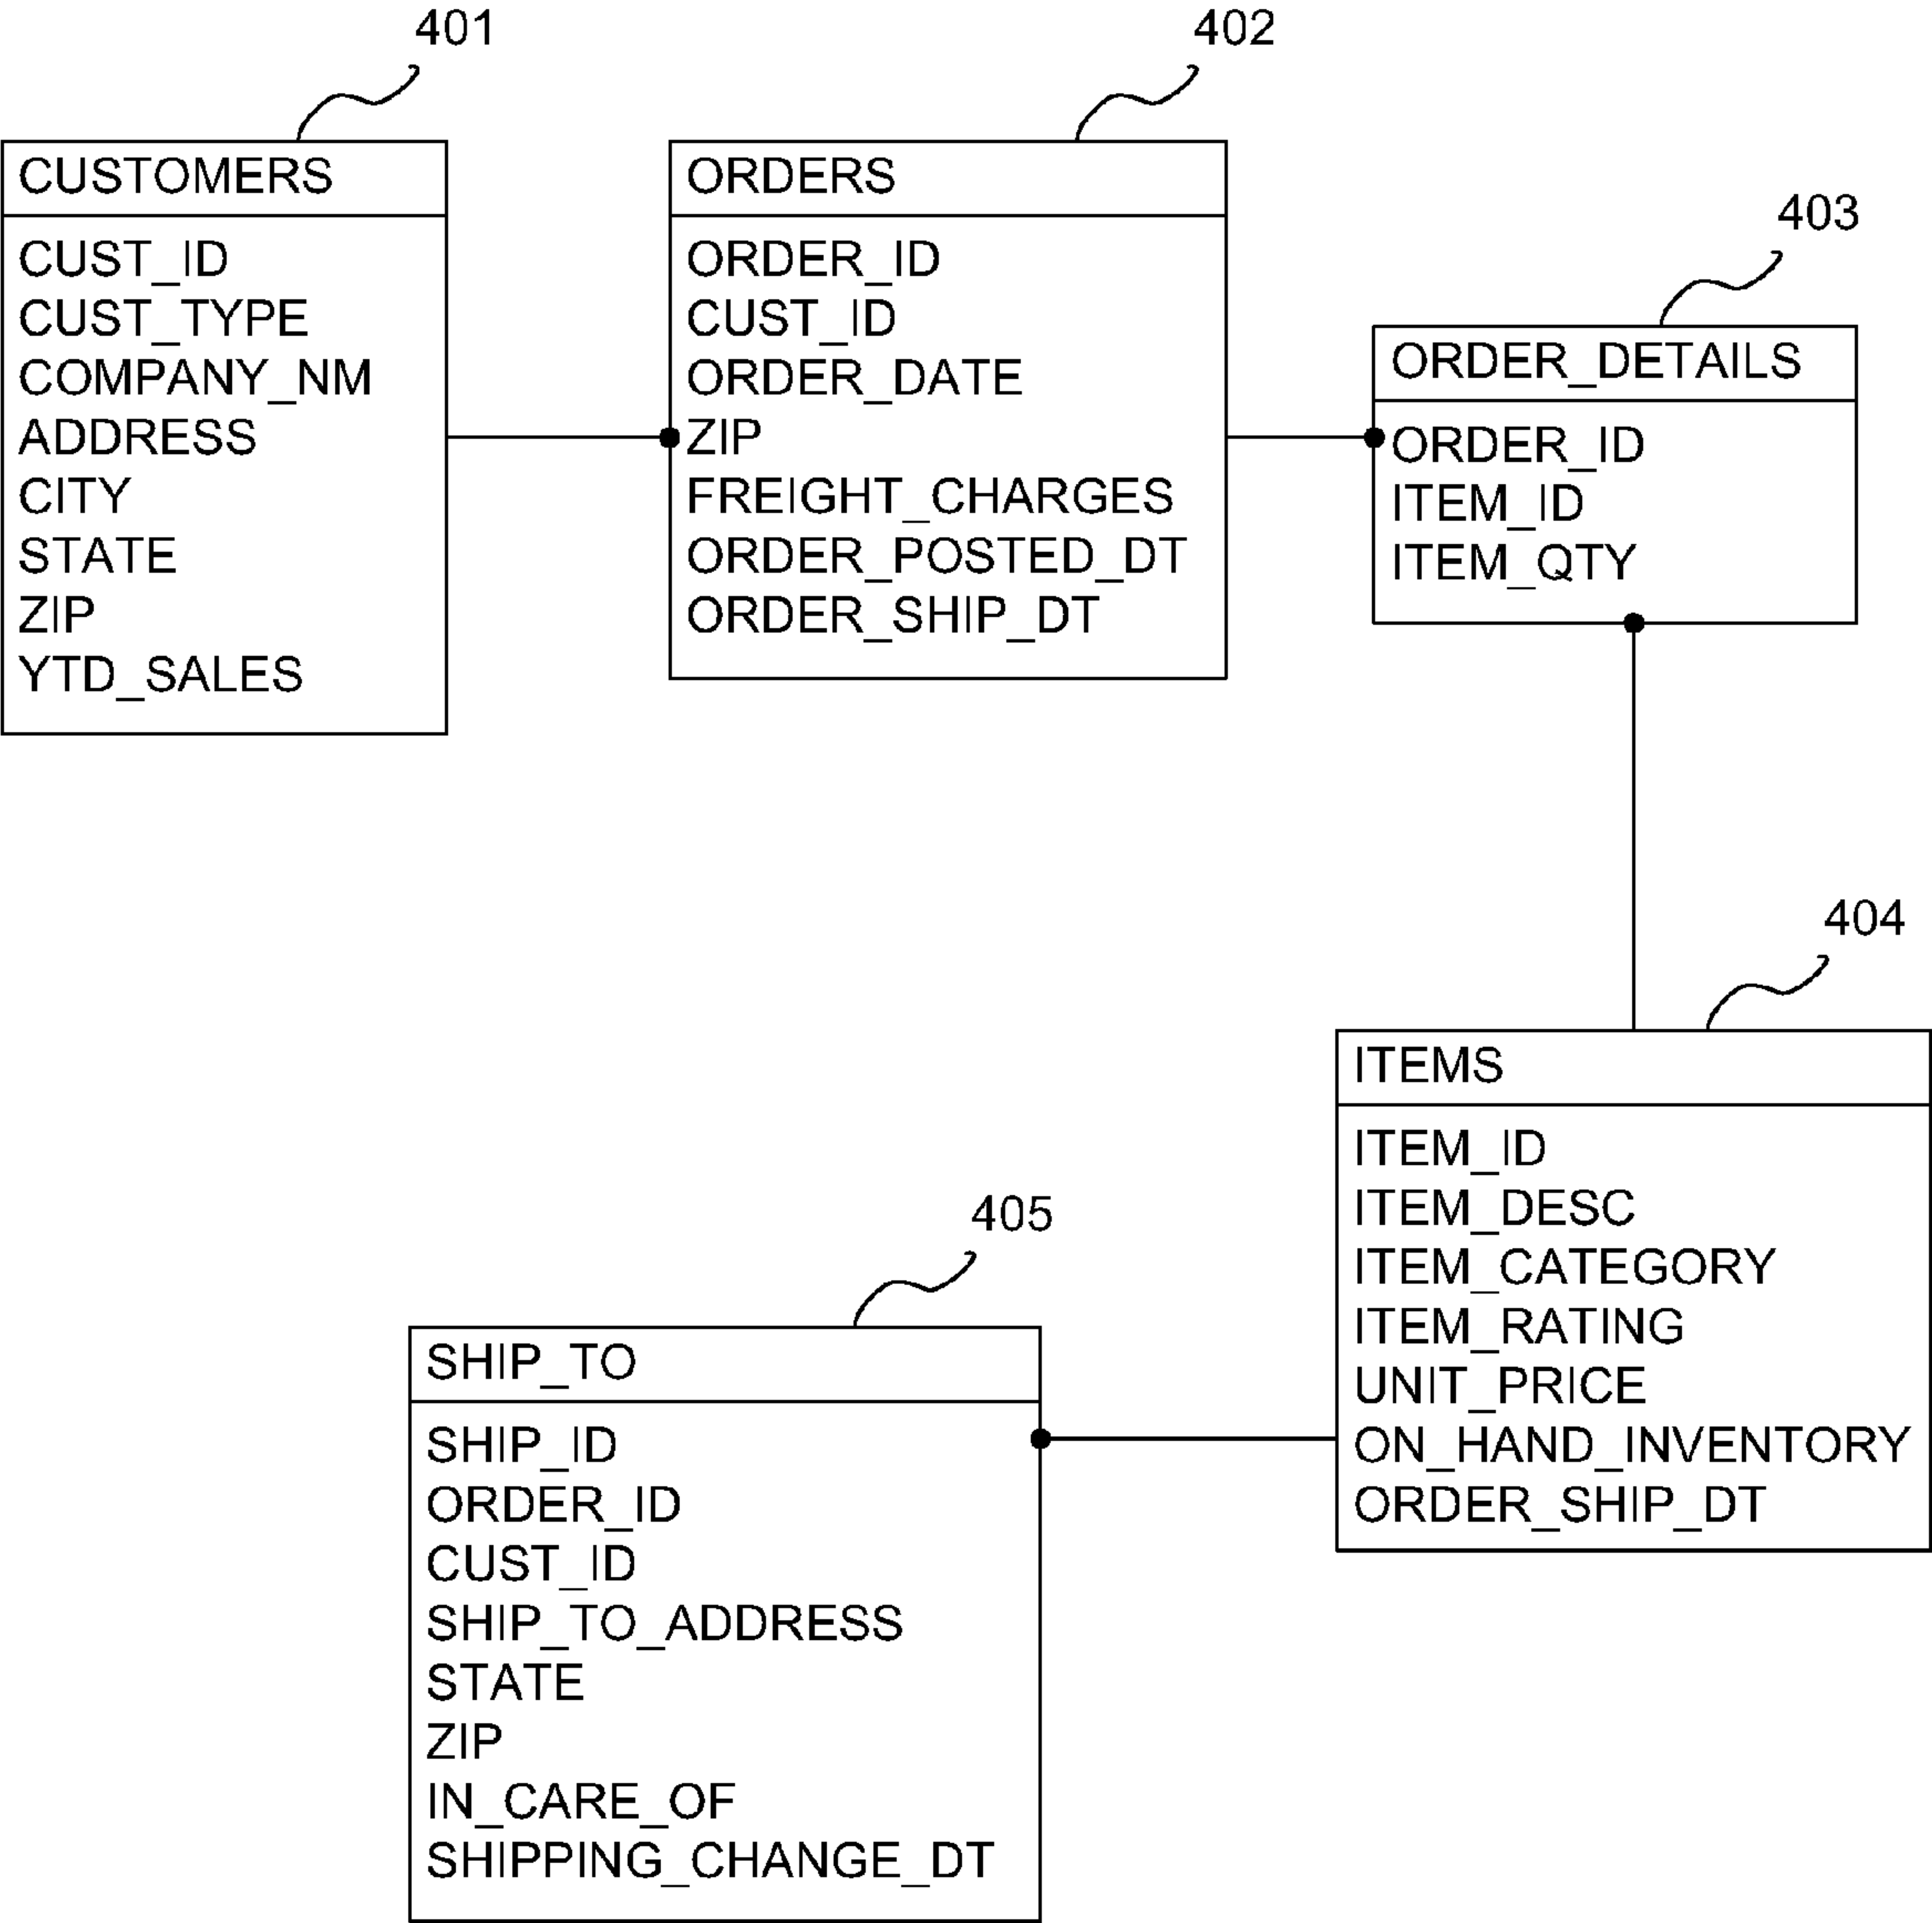 401
CUSTOMERS
CUST_ID
CUST_TYPE
COMPANY_NM
ADDRESS
CITY
STATE
ZIP
YTD_SALES
402
ORDERS
ORDER_ID
CUST_ID
ORDER_DATE
ZIP
FREIGHT_CHARGES
ORDER_POSTED_DT
ORDER_SHIP_DT
403
ORDER_DETAILS
ORDER_ID
ITEM_ID
ITEM_QTY
404
ITEMS
ITEM_ID
ITEM_DESC
ITEM_CATEGORY
ITEM_RATING
UNIT_PRICE
ON_HAND_INVENTORY
ORDER_SHIP_DT
405
SHIP_TO
SHIP_ID
ORDER_ID
CUST_ID
SHIP_TO_ADDRESS
STATE
ZIP
IN_CARE_OF
SHIPPING_CHANGE_DT